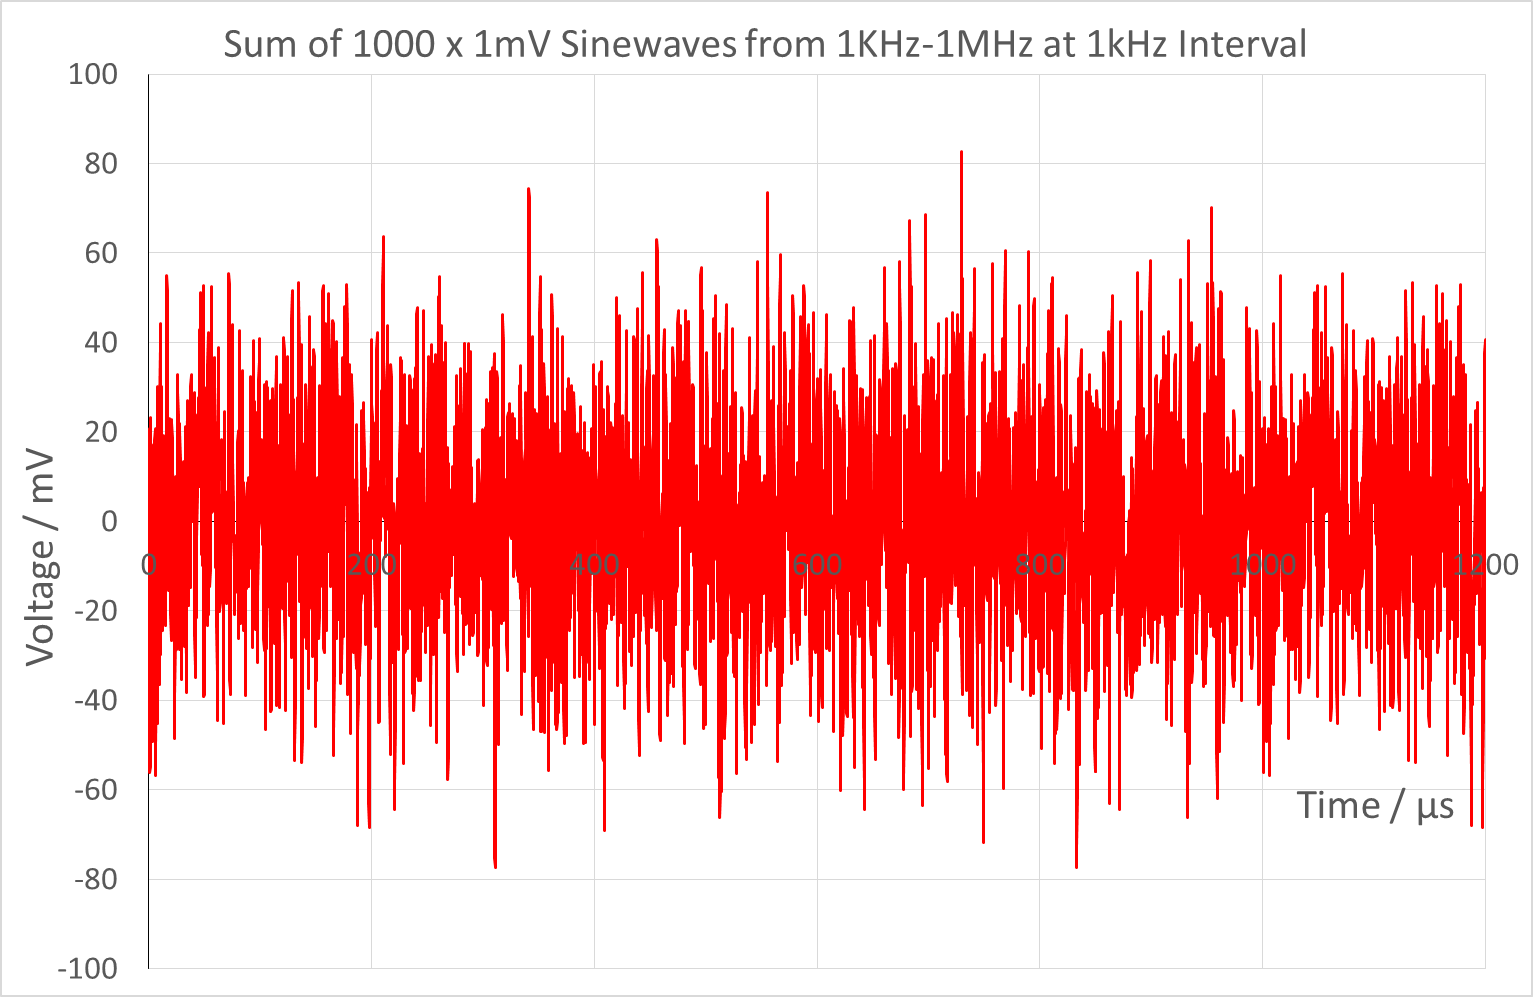 Sum of 1000 x 1mV Sinewaves from 1KHz-1MHz at 1kHz Interval
100
80
60
40
20
0
-20
-40
-60
-80
-100
Voltage / mV
0 200 400 600 800 1000 1200
Time / µs